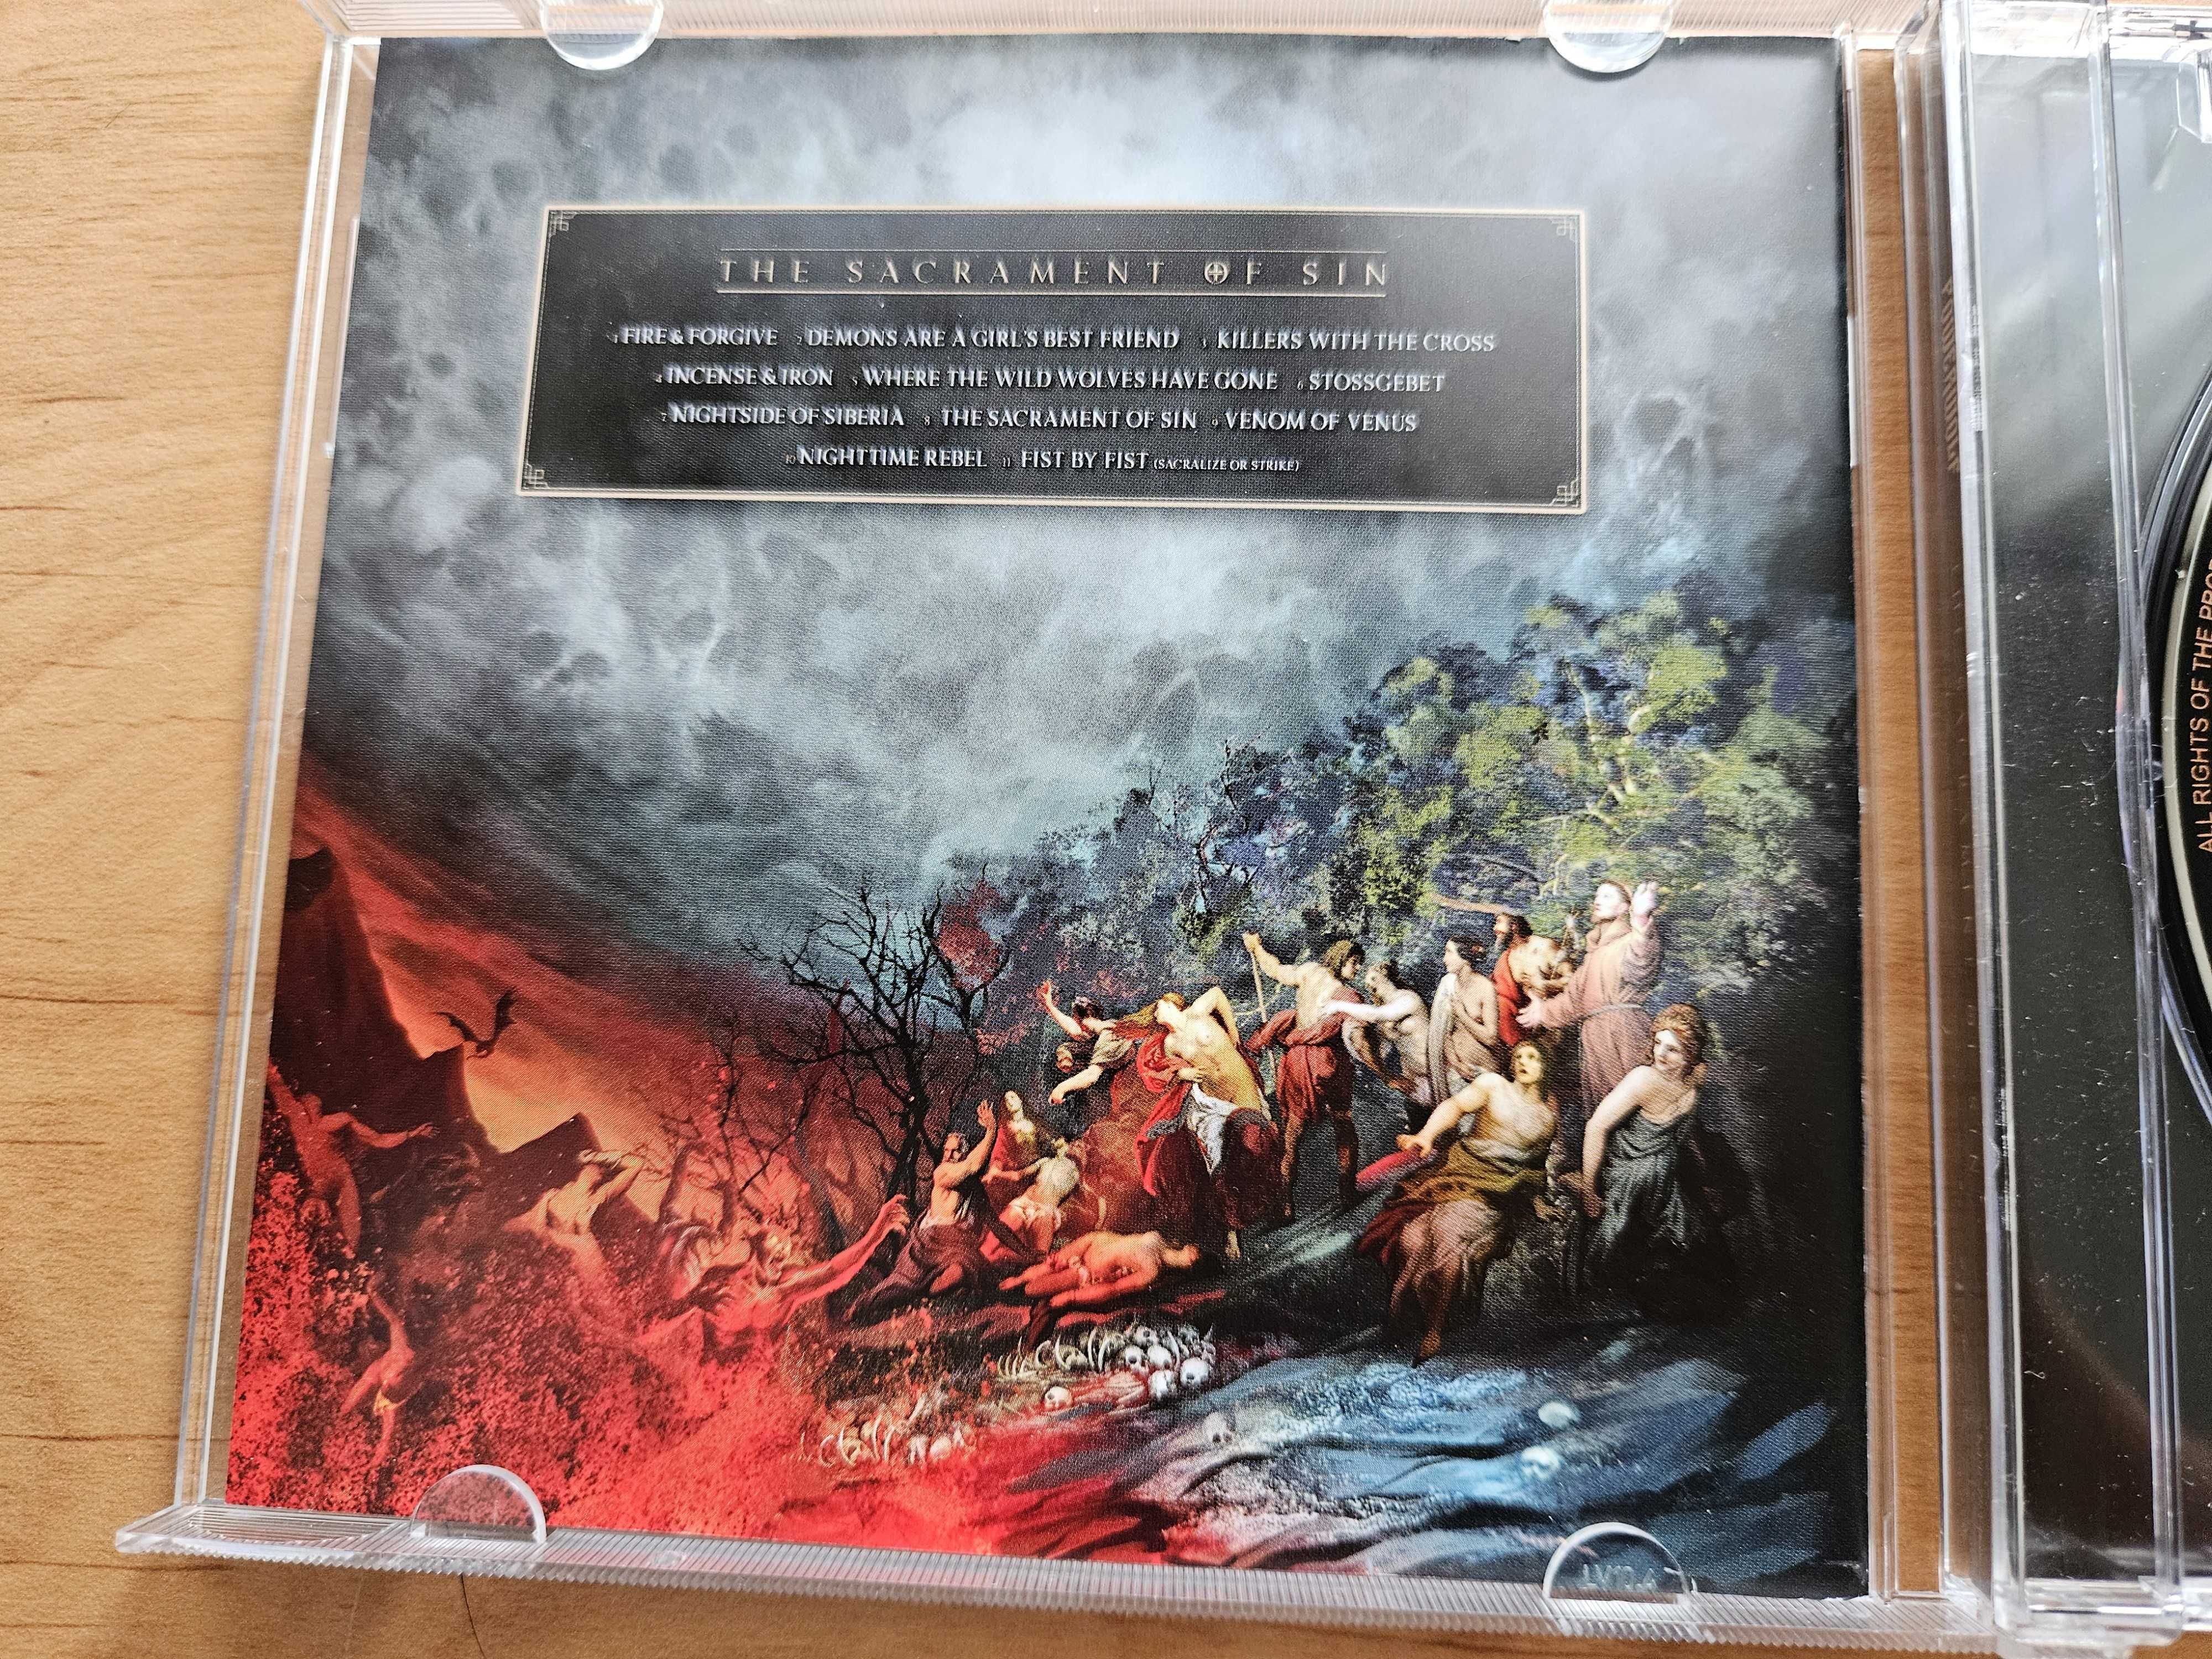 THE SACRAMENT OF SIN
1 FIRE & FORGIVE 2 DEMONS ARE A GIRL'S BEST FRIEND 3 KILLERS WITH THE CROSS
4 INCENSE & IRON 5 WHERE THE WILD WOLVES HAVE GONE 6 STOSSGEBET
7 NIGHTSIDE OF SIBERIA 8 THE SACRAMENT OF SIN 9 VENOM OF VENUS
10 NIGHTTIME REBEL 11 FIST BY FIST (SACRALIZE OR STRIKE)
ALL RIGHTS OF THE